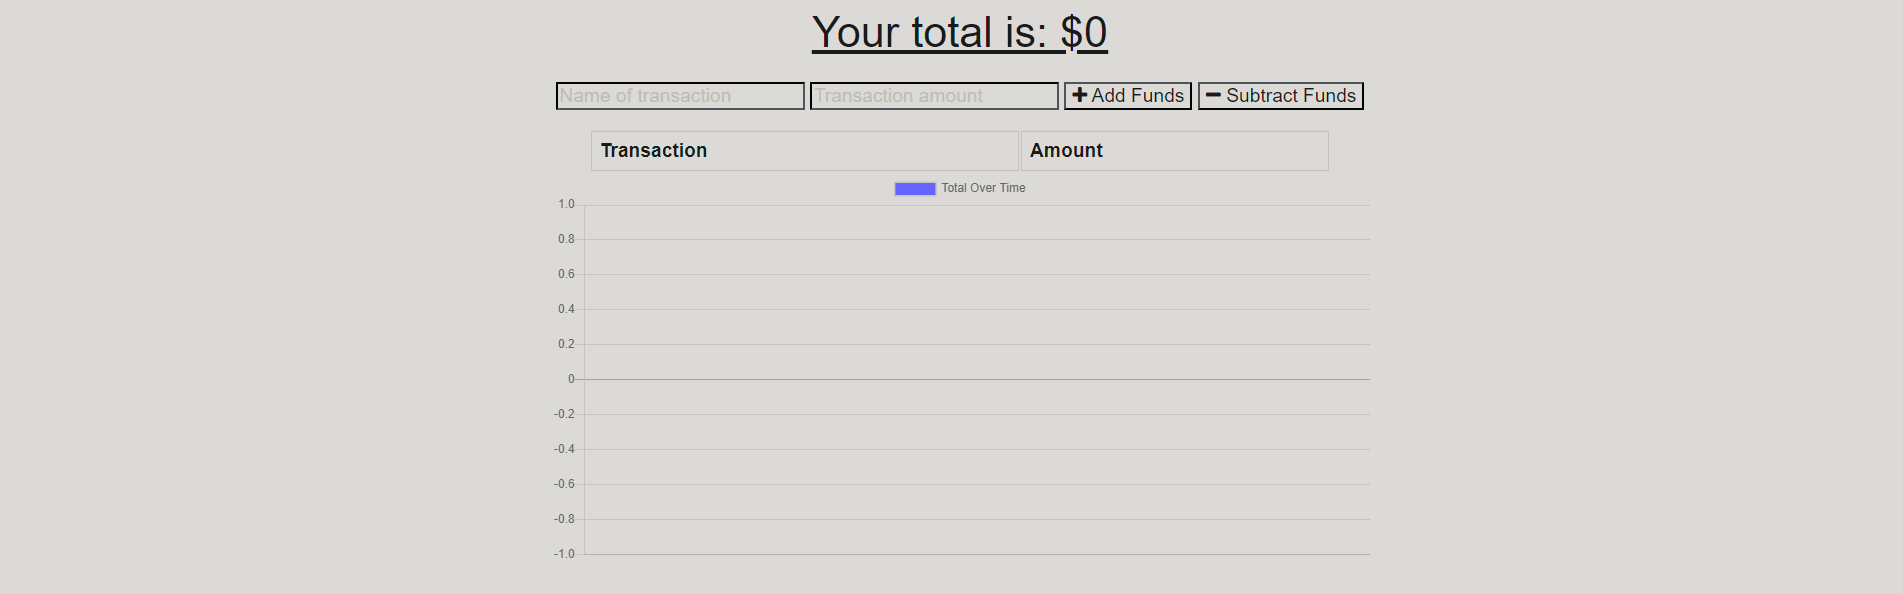 Your total is: $0
Name of transaction Transaction amount + Add Funds − Subtract Funds
Transaction Amount
Total Over Time
1.0
0.8
0.6
0.4
0.2
0
-0.2
-0.4
-0.6
-0.8
-1.0